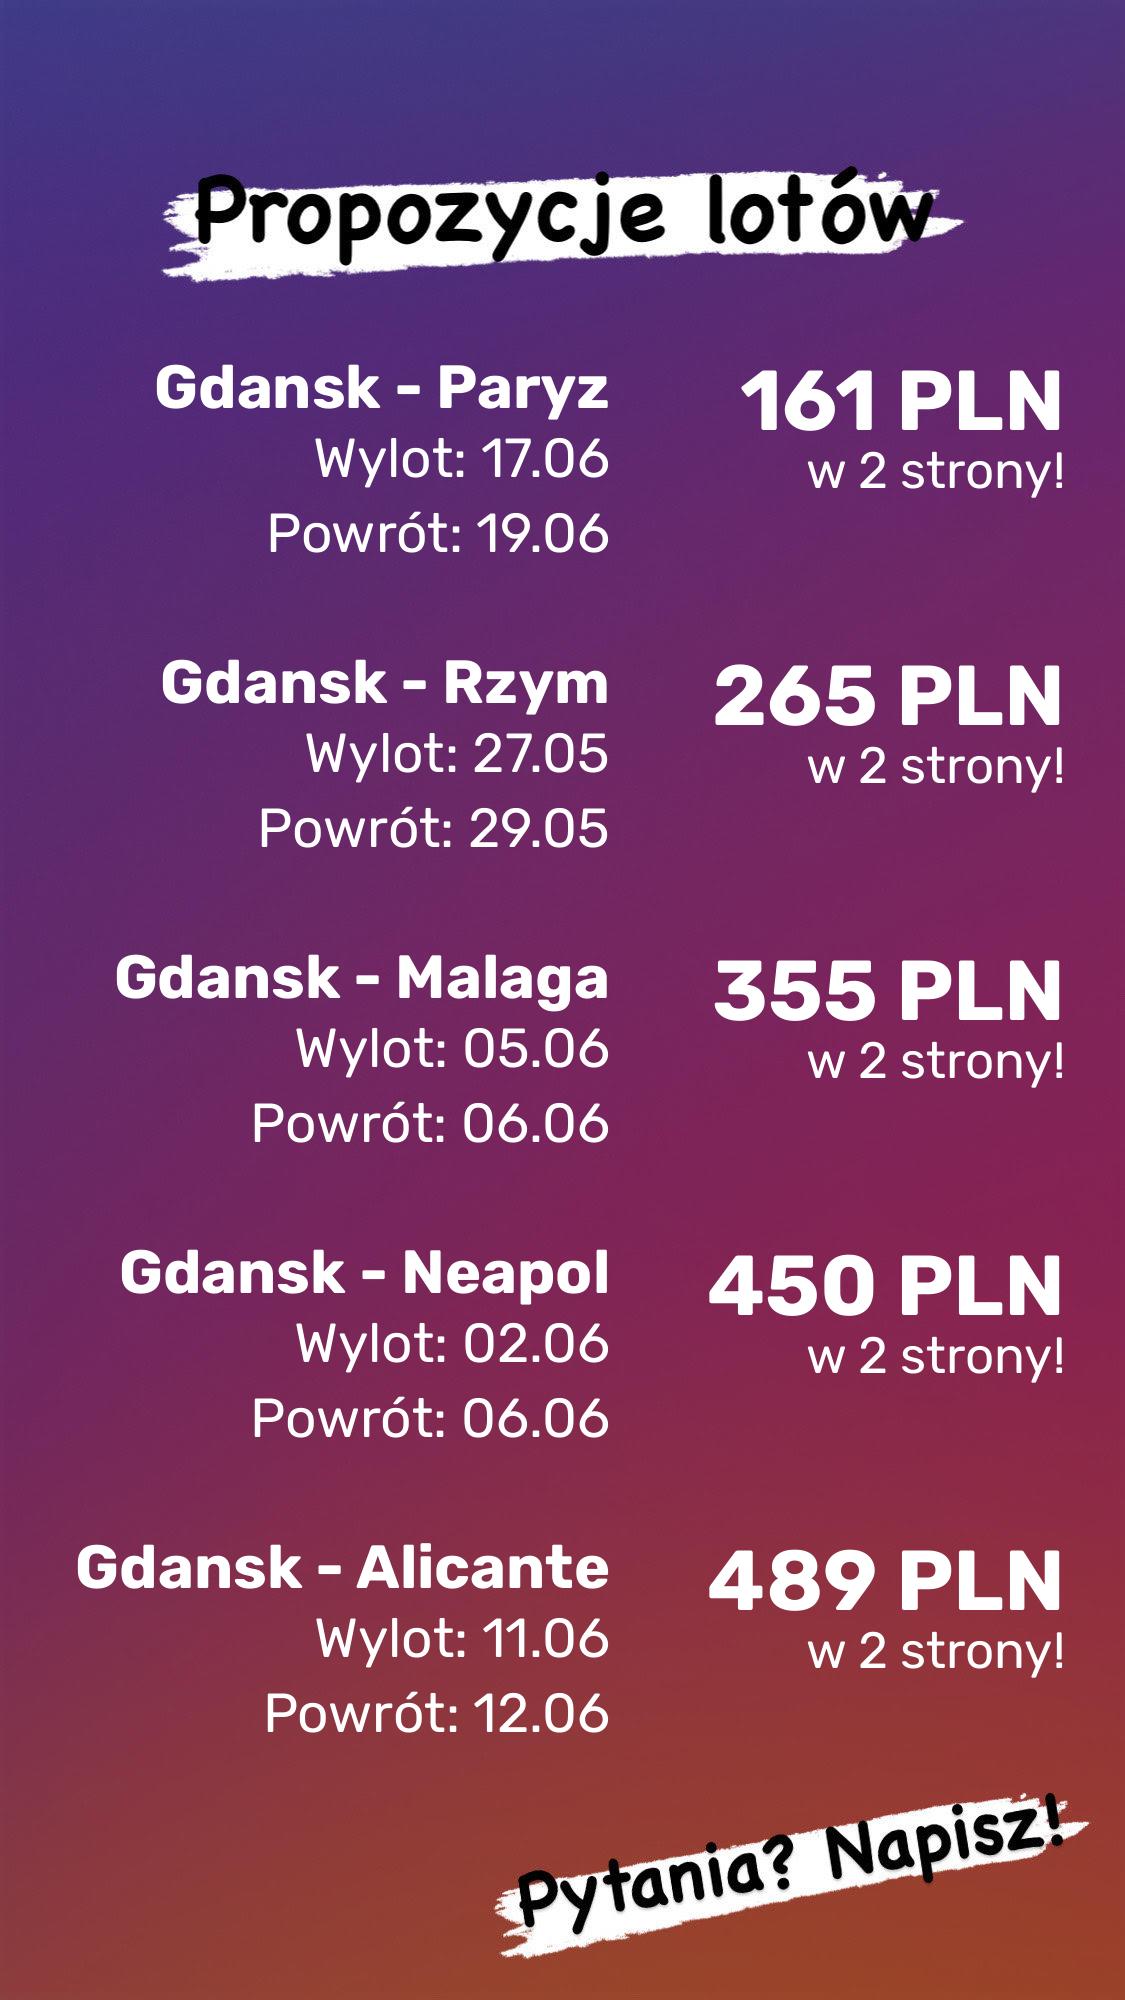 Propozycje lotów
Gdansk - Paryz
Wylot: 17.06
Powrót: 19.06
161 PLN
w 2 strony!
Gdansk - Rzym
Wylot: 27.05
Powrót: 29.05
265 PLN
w 2 strony!
Gdansk - Malaga
Wylot: 05.06
Powrót: 06.06
355 PLN
w 2 strony!
Gdansk - Neapol
Wylot: 02.06
Powrót: 06.06
450 PLN
w 2 strony!
Gdansk - Alicante
Wylot: 11.06
Powrót: 12.06
489 PLN
w 2 strony!
Pytania? Napisz!